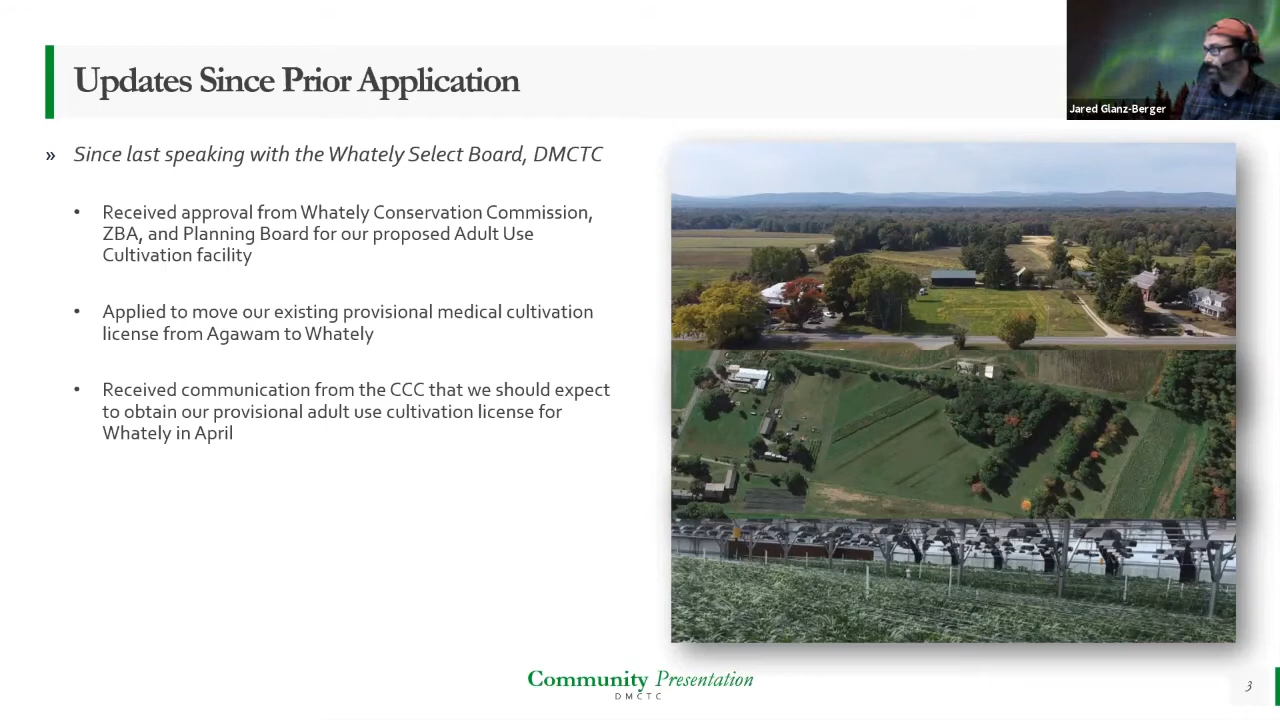 Updates Since Prior Application
Jared Glanz-Berger
» Since last speaking with the Whately Select Board, DMCTC
• Received approval from Whately Conservation Commission,
ZBA, and Planning Board for our proposed Adult Use
Cultivation facility
• Applied to move our existing provisional medical cultivation
license from Agawam to Whately
• Received communication from the CCC that we should expect
to obtain our provisional adult use cultivation license for
Whately in April
Community Presentation
DMCTC
3